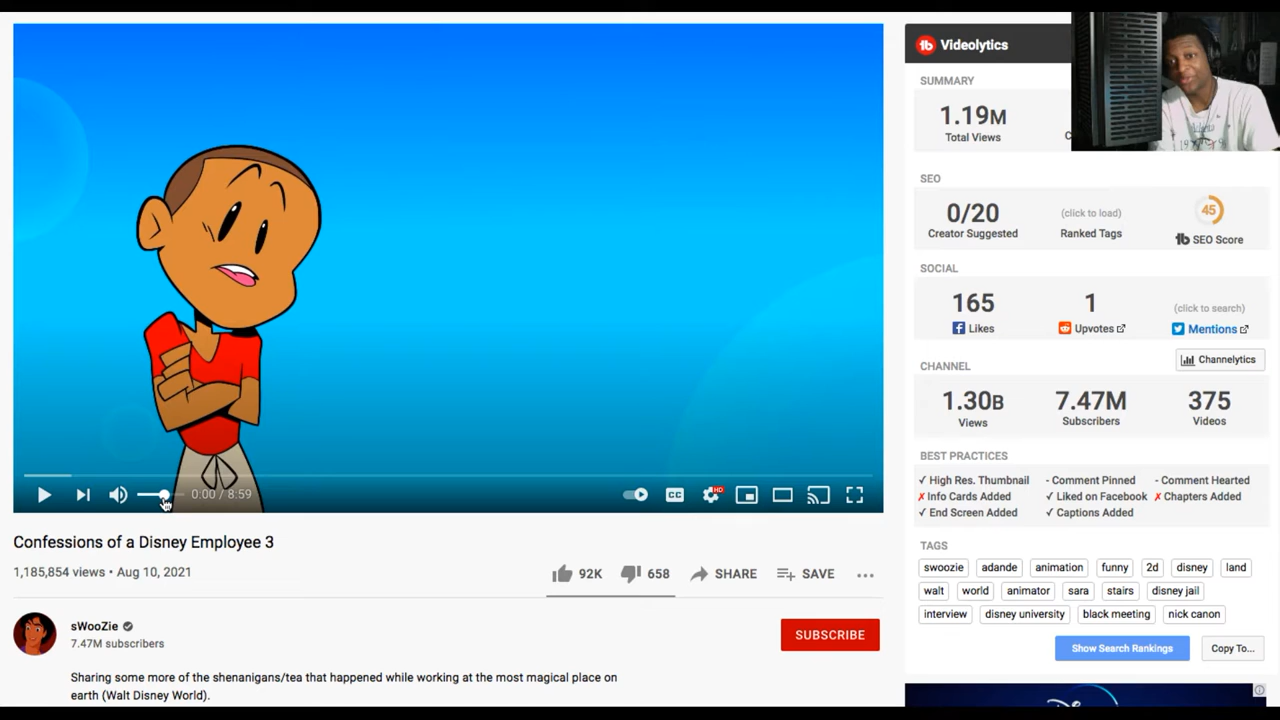 Videolytics
SUMMARY
1.19M
Total Views
SEO
0/20
Creator Suggested
(click to load)
Ranked Tags
45
SEO Score
SOCIAL
165
Likes
1
Upvotes
(click to search)
Mentions
Channelytics
CHANNEL
1.30B
Views
7.47M
Subscribers
375
Videos
BEST PRACTICES
✓ High Res. Thumbnail - Comment Pinned - Comment Hearted
✗ Info Cards Added ✓ Liked on Facebook ✗ Chapters Added
✓ End Screen Added ✓ Captions Added
TAGS
swoozie adande animation funny 2d disney land
walt world animator sara stairs disney jail
interview disney university black meeting nick canon
Show Search Rankings Copy To...
0:00 / 8:59
CC
HD
Confessions of a Disney Employee 3
1,185,854 views • Aug 10, 2021
92K 658 SHARE SAVE
sWooZie
7.47M subscribers
SUBSCRIBE
Sharing some more of the shenanigans/tea that happened while working at the most magical place on
earth (Walt Disney World).